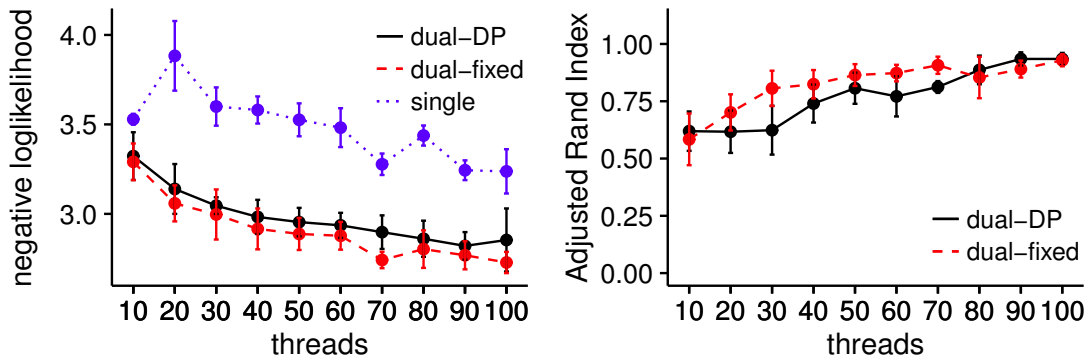 negative loglikelihood
4.0
3.5
3.0
dual−DP
dual−fixed
single
10 20 30 40 50 60 70 80 90 100
threads
Adjusted Rand Index
1.00
0.75
0.50
0.25
0.00
dual−DP
dual−fixed
10 20 30 40 50 60 70 80 90 100
threads